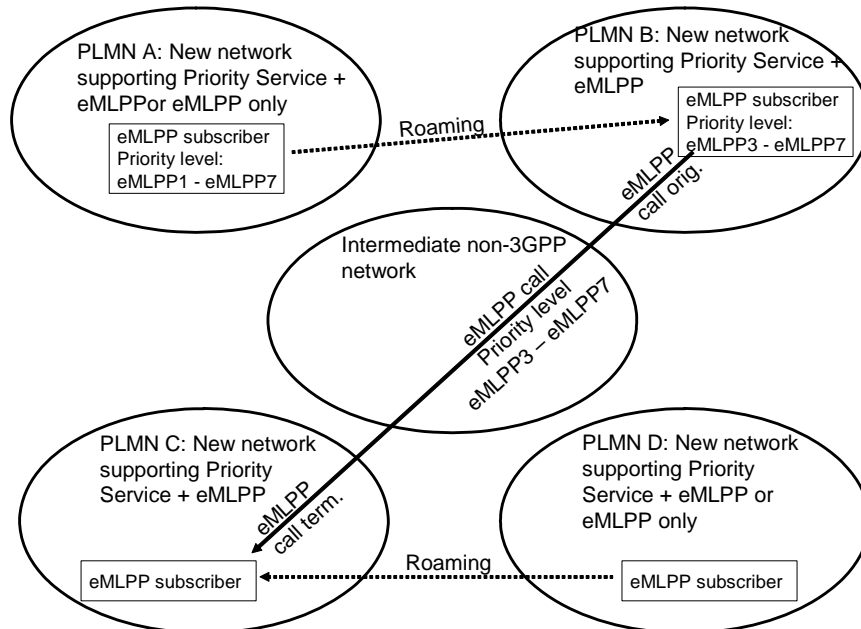 PLMN A: New network
supporting Priority Service +
eMLPPor eMLPP only
eMLPP subscriber
Priority level:
eMLPP1 - eMLPP7
Roaming
PLMN B: New network
supporting Priority Service +
eMLPP
eMLPP subscriber
Priority level:
eMLPP3 - eMLPP7
eMLPP
call orig.
Intermediate non-3GPP
network
eMLPP call
Priority level
eMLPP3 – eMLPP7
PLMN C: New network
supporting Priority
Service + eMLPP
eMLPP
call term.
eMLPP subscriber
Roaming
PLMN D: New network
supporting Priority
Service + eMLPP or
eMLPP only
eMLPP subscriber